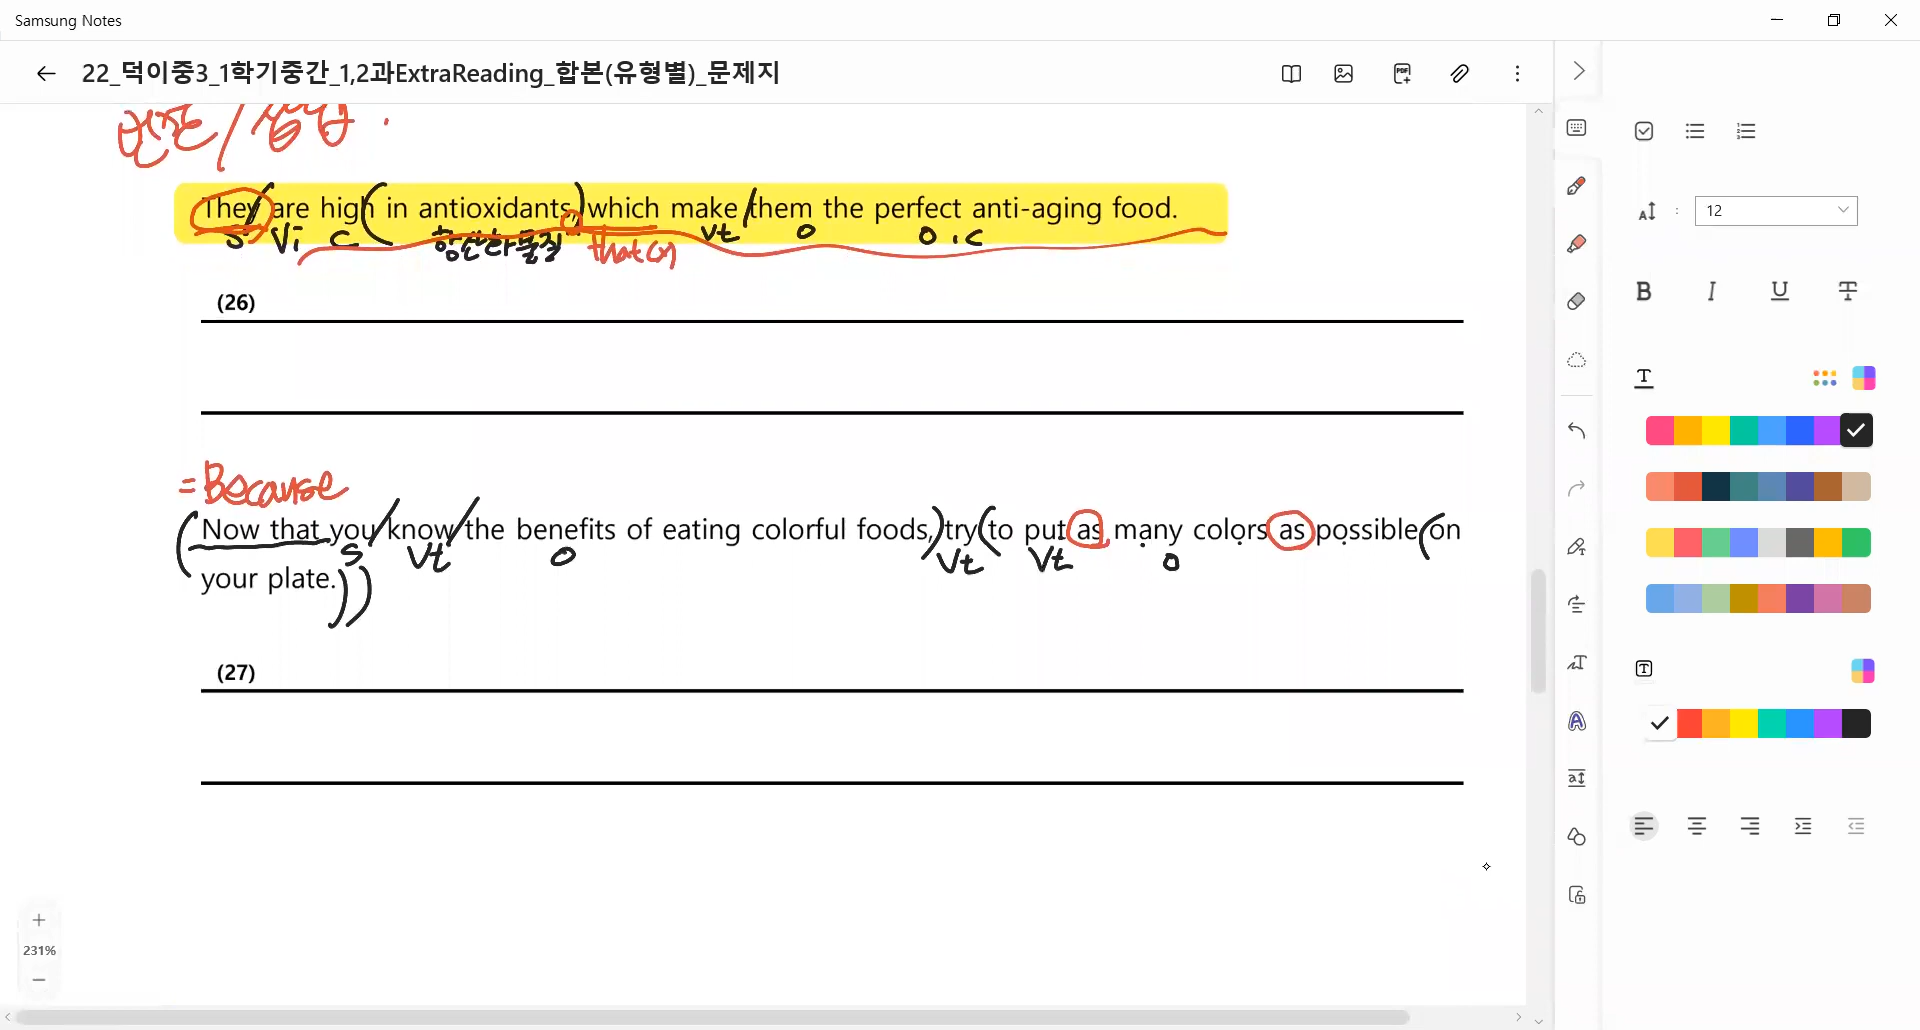 Samsung Notes
22_덕이중3_1학기중간_1,2과ExtraReading_합본(유형별)_문제지
They are high in antioxidants, which make them the perfect anti-aging food.
S Vi C 항산화물질 that(x) Vt O O.C
(26)
= Because
Now that you know the benefits of eating colorful foods, try to put as many colors as possible on
S Vt O Vt Vt O
your plate.
(27)
12
B I U T
231%